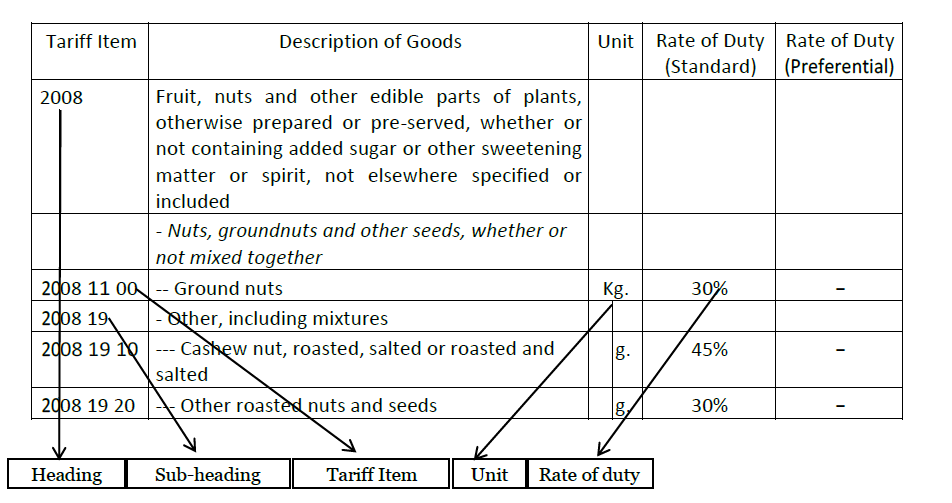 Tariff Item Description of Goods Unit Rate of Duty (Standard) Rate of Duty (Preferential)
2008 Fruit, nuts and other edible parts of plants,
otherwise prepared or pre-served, whether or
not containing added sugar or other sweetening
matter or spirit, not elsewhere specified or
included
- Nuts, groundnuts and other seeds, whether or
not mixed together
2008 11 00 -- Ground nuts Kg. 30% –
2008 19 - Other, including mixtures
2008 19 10 --- Cashew nut, roasted, salted or roasted and g. 45% –
salted
2008 19 20 --- Other roasted nuts and seeds g. 30% –
Heading Sub-heading Tariff Item Unit Rate of duty